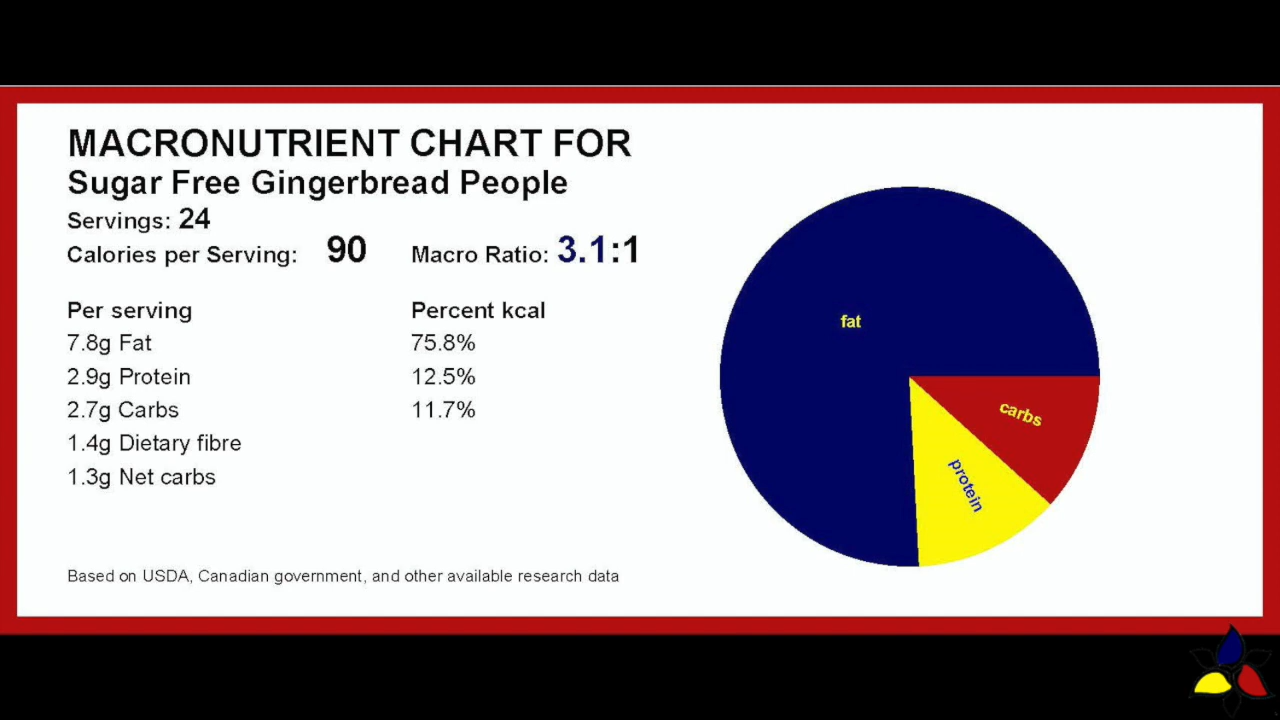 MACRONUTRIENT CHART FOR
Sugar Free Gingerbread People
Servings: 24
Calories per Serving: 90 Macro Ratio: 3.1:1
Per serving Percent kcal
7.8g Fat 75.8%
2.9g Protein 12.5%
2.7g Carbs 11.7%
1.4g Dietary fibre
1.3g Net carbs
Based on USDA, Canadian government, and other available research data
fat
carbs
protein